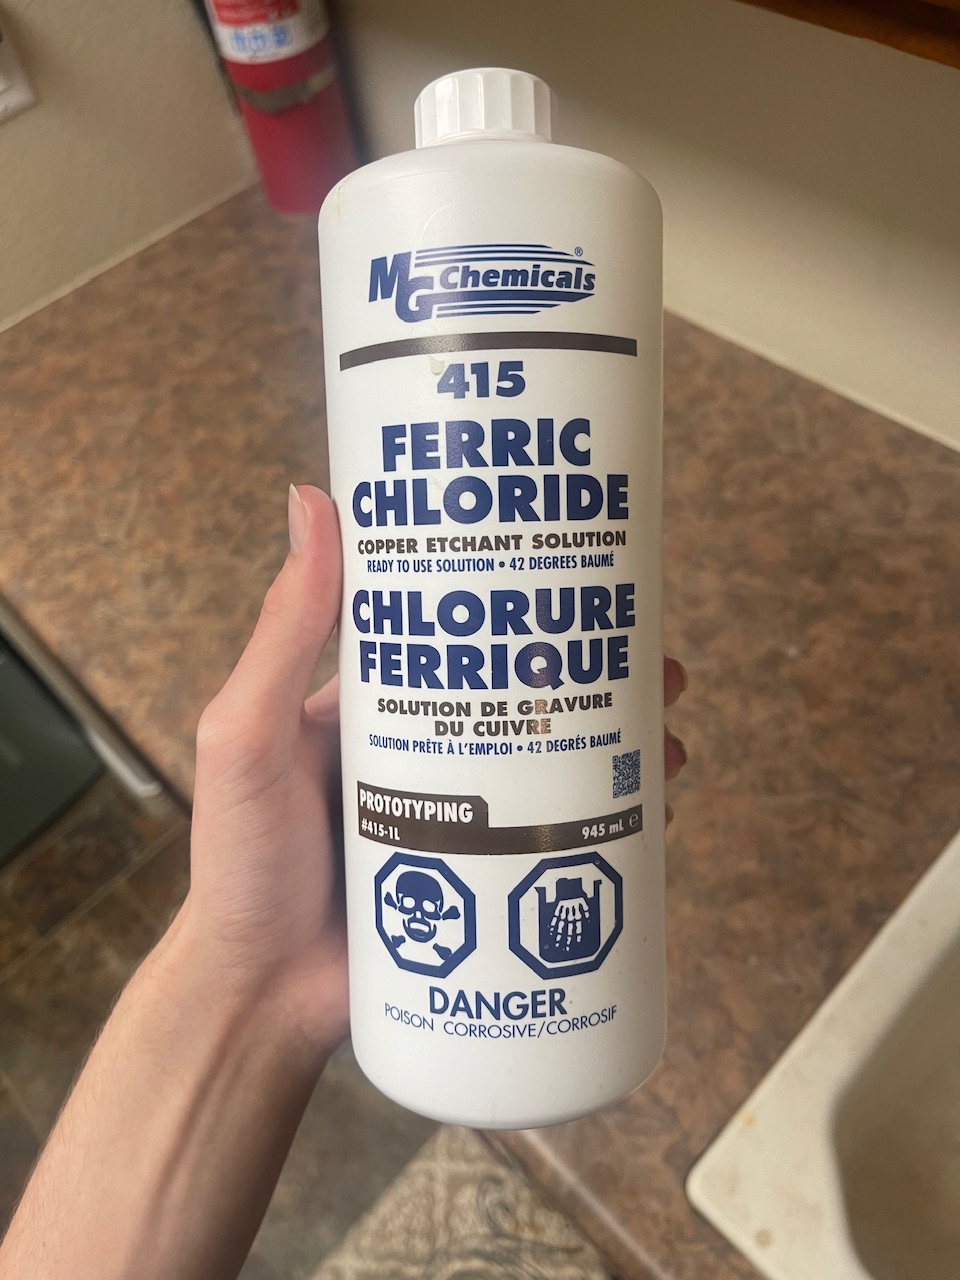 MG Chemicals®
415
FERRIC
CHLORIDE
COPPER ETCHANT SOLUTION
READY TO USE SOLUTION • 42 DEGREES BAUMÉ
CHLORURE
FERRIQUE
SOLUTION DE GRAVURE
DU CUIVRE
SOLUTION PRÊTE À L'EMPLOI • 42 DEGRÉS BAUMÉ
PROTOTYPING
#415-1L
945 mL ℮
DANGER
POISON CORROSIVE/CORROSIF